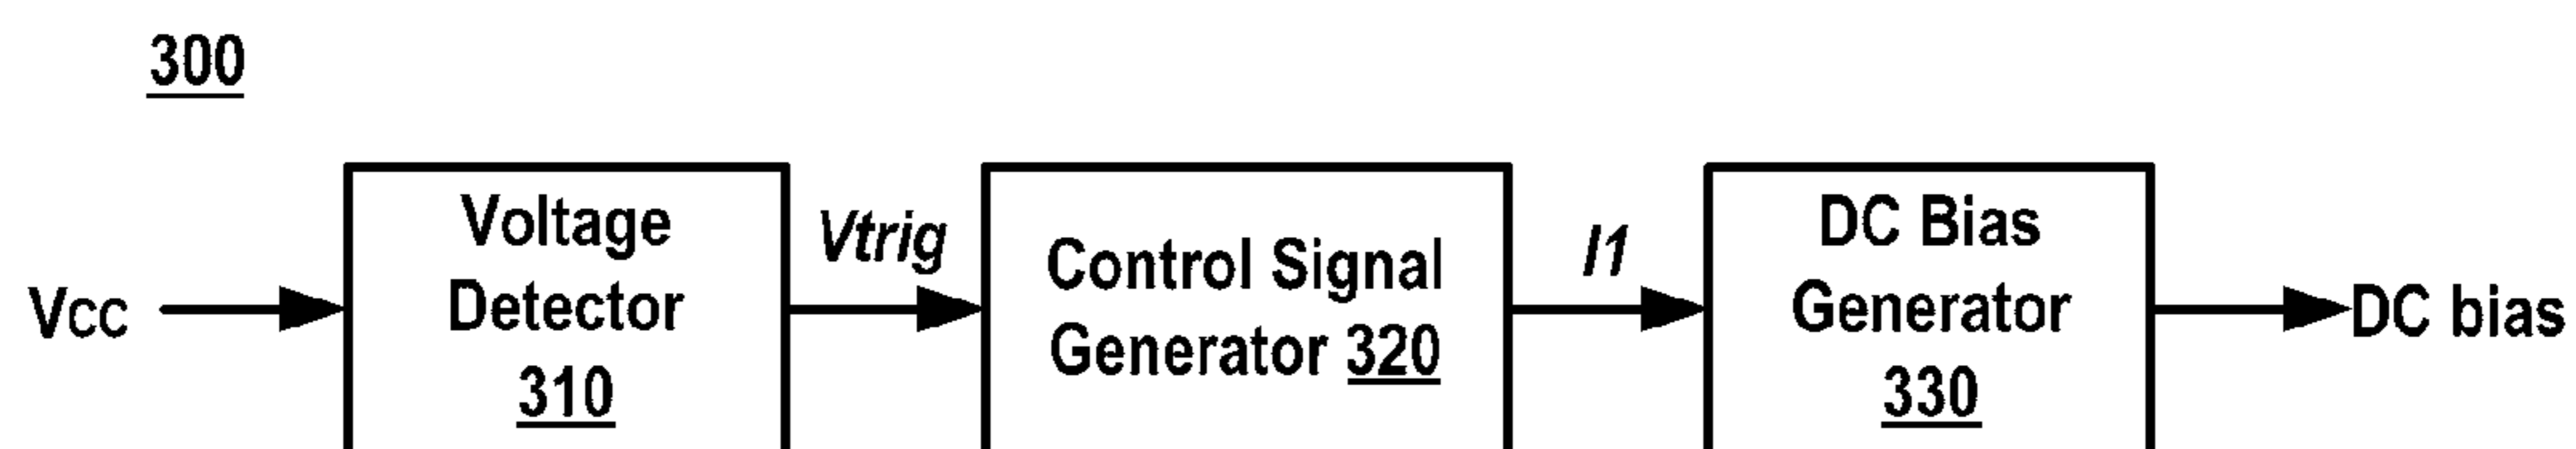 300
Vcc
Voltage
Detector
310
Vtrig
Control Signal
Generator 320
I1
DC Bias
Generator
330
DC bias